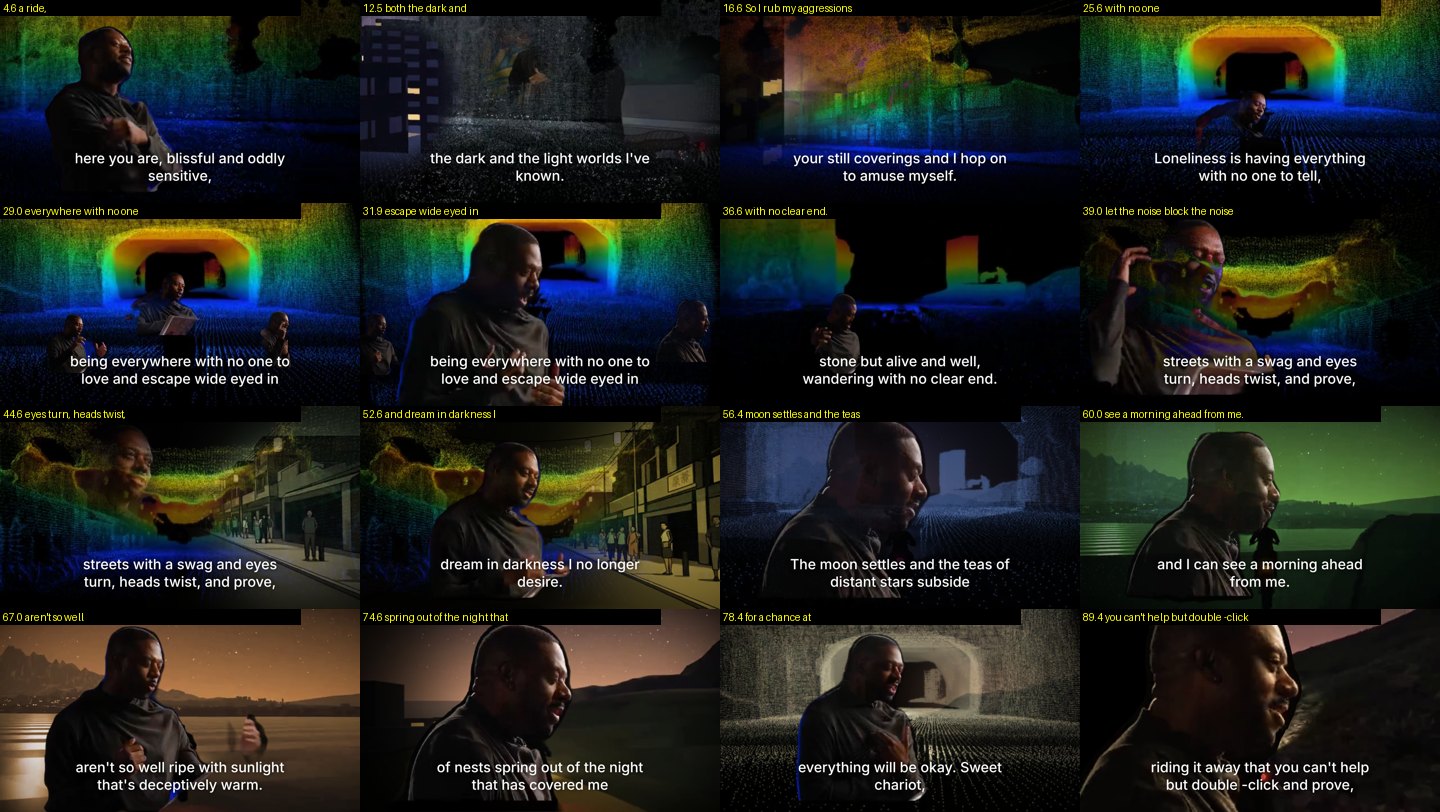 4.6 a ride,
here you are, blissful and oddly
sensitive,
12.5 both the dark and
the dark and the light worlds I've
known.
16.6 So I rub my aggressions
your still coverings and I hop on
to amuse myself.
25.6 with no one
Loneliness is having everything
with no one to tell,
29.0 everywhere with no one
being everywhere with no one to
love and escape wide eyed in
31.9 escape wide eyed in
being everywhere with no one to
love and escape wide eyed in
36.6 with no clear end.
stone but alive and well,
wandering with no clear end.
39.0 let the noise block the noise
streets with a swag and eyes
turn, heads twist, and prove,
44.6 eyes turn, heads twist,
streets with a swag and eyes
turn, heads twist, and prove,
52.6 and dream in darkness I
dream in darkness I no longer
desire.
56.4 moon settles and the teas
The moon settles and the teas of
distant stars subside
60.0 see a morning ahead from me.
and I can see a morning ahead
from me.
67.0 aren't so well
aren't so well ripe with sunlight
that's deceptively warm.
74.6 spring out of the night that
of nests spring out of the night
that has covered me
78.4 for a chance at
everything will be okay. Sweet
chariot,
89.4 you can't help but double -click
riding it away that you can't help
but double -click and prove,